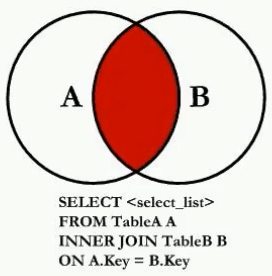 A B
SELECT <select_list>
FROM TableA A
INNER JOIN TableB B
ON A.Key = B.Key